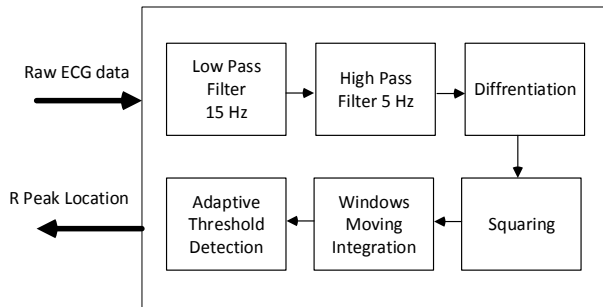 Raw ECG data
Low Pass
Filter
15 Hz
High Pass
Filter 5 Hz
Diffrentiation
R Peak Location
Adaptive
Threshold
Detection
Windows
Moving
Integration
Squaring